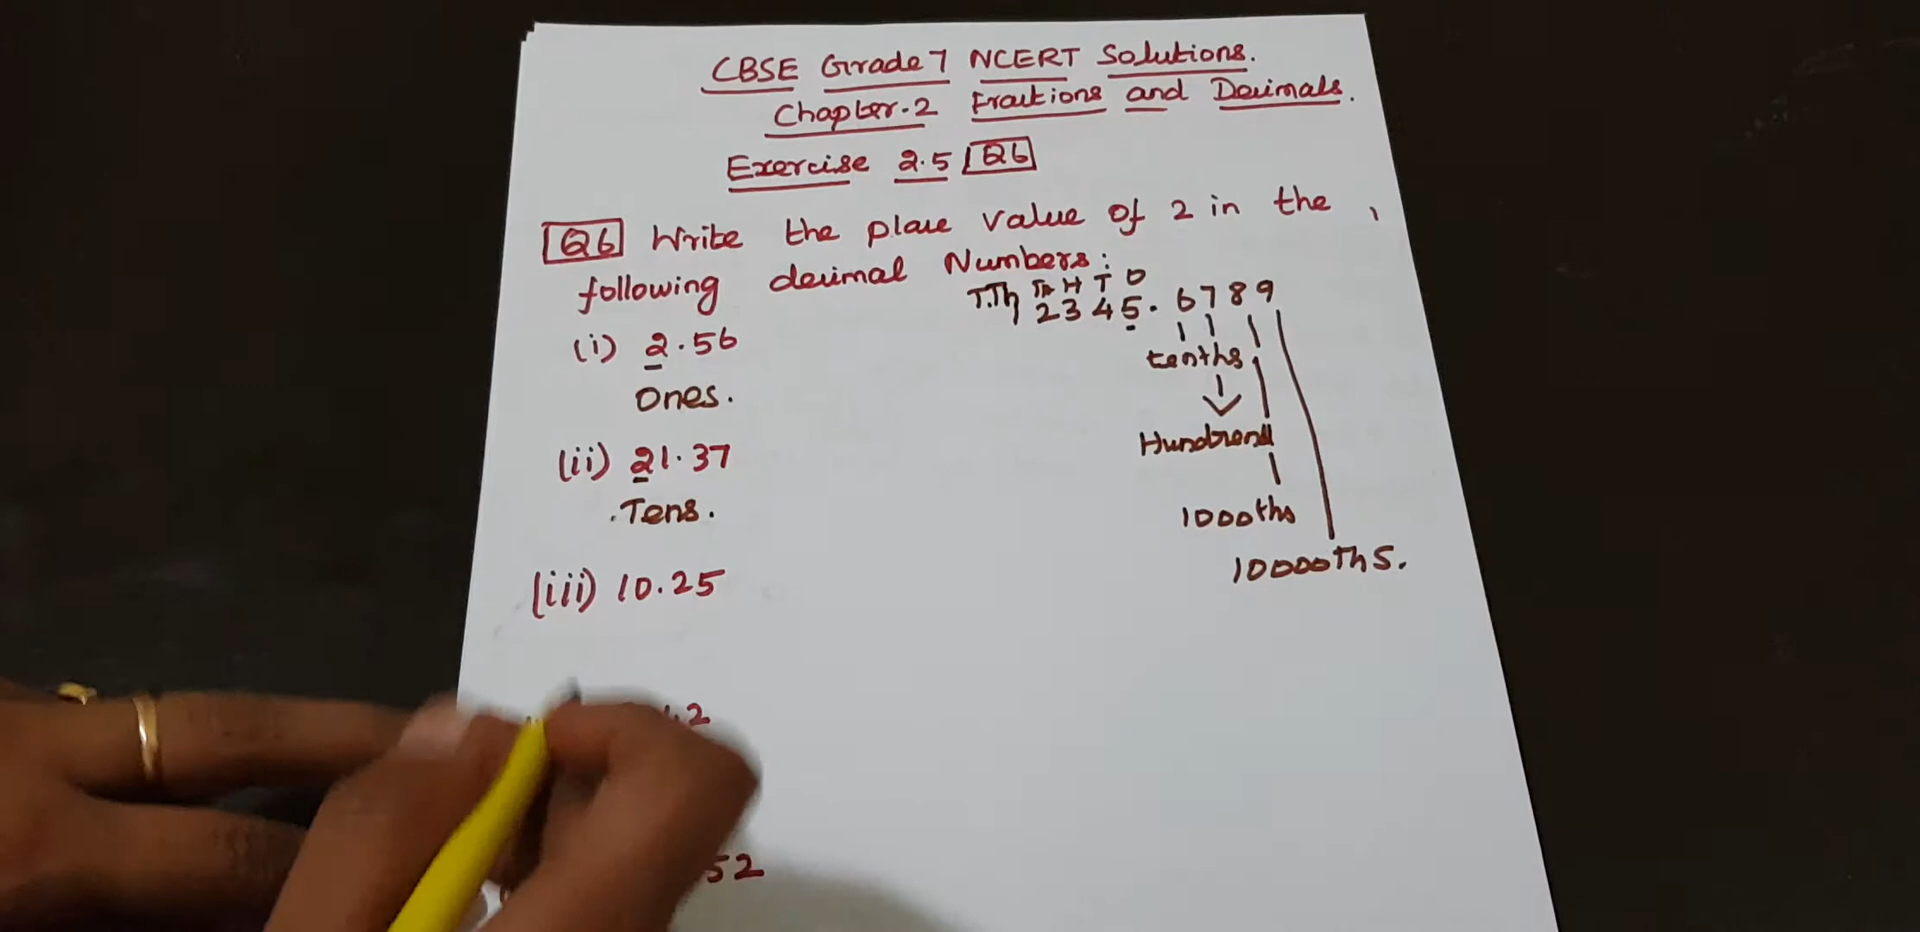 CBSE Grade 7 NCERT Solutions.
Chapter-2 Fractions and Decimals.
Exercise 2.5 Q6
Q6 Write the place value of 2 in the
following decimal Numbers:
T.Th Th H T O
2345.6789
(i) 2.56
Ones.
tenths
(ii) 21.37
Tens.
1000ths
10000Ths.
(iii) 10.25
.2
52